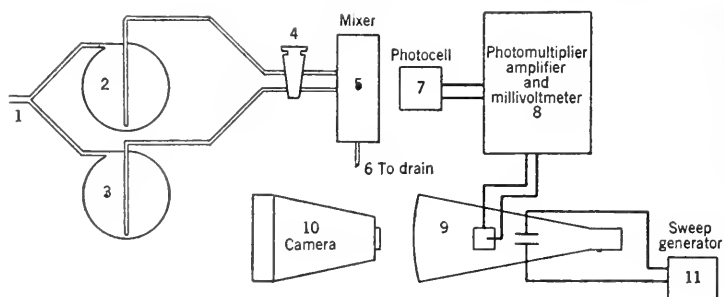 Mixer
4
Photocell
Photomultiplier
amplifier
and
millivoltmeter
8
2
5
7
1
6 To drain
3
9
10
Camera
Sweep
generator
11